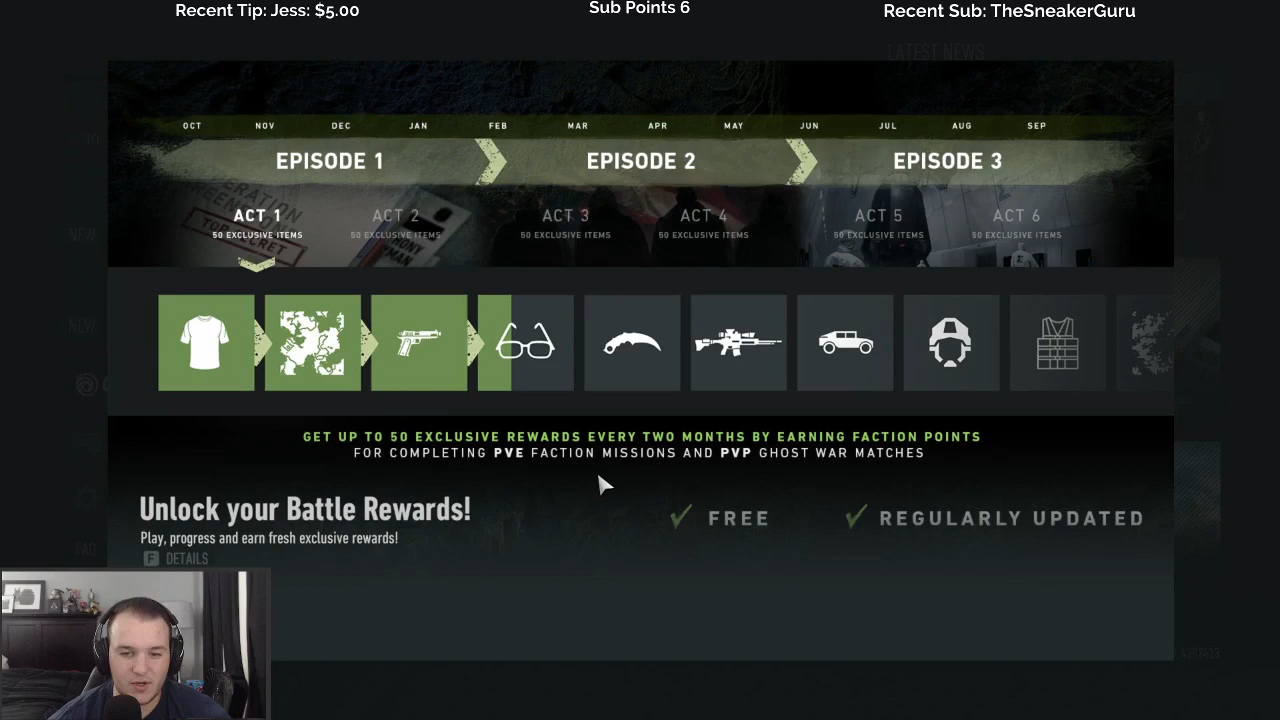 Recent Tip: Jess: $5.00
Sub Points 6
Recent Sub: TheSneakerGuru
LATEST NEWS
OCT NOV DEC JAN FEB MAR APR MAY JUN JUL AUG SEP
EPISODE 1 EPISODE 2 EPISODE 3
ACT 1 ACT 2 ACT 3 ACT 4 ACT 5 ACT 6
50 EXCLUSIVE ITEMS 50 EXCLUSIVE ITEMS 50 EXCLUSIVE ITEMS 50 EXCLUSIVE ITEMS 50 EXCLUSIVE ITEMS 50 EXCLUSIVE ITEMS
GET UP TO 50 EXCLUSIVE REWARDS EVERY TWO MONTHS BY EARNING FACTION POINTS
FOR COMPLETING PVE FACTION MISSIONS AND PVP GHOST WAR MATCHES
Unlock your Battle Rewards!
FREE
REGULARLY UPDATED
Play, progress and earn fresh exclusive rewards!
F DETAILS
FAQ
NEW
NEW